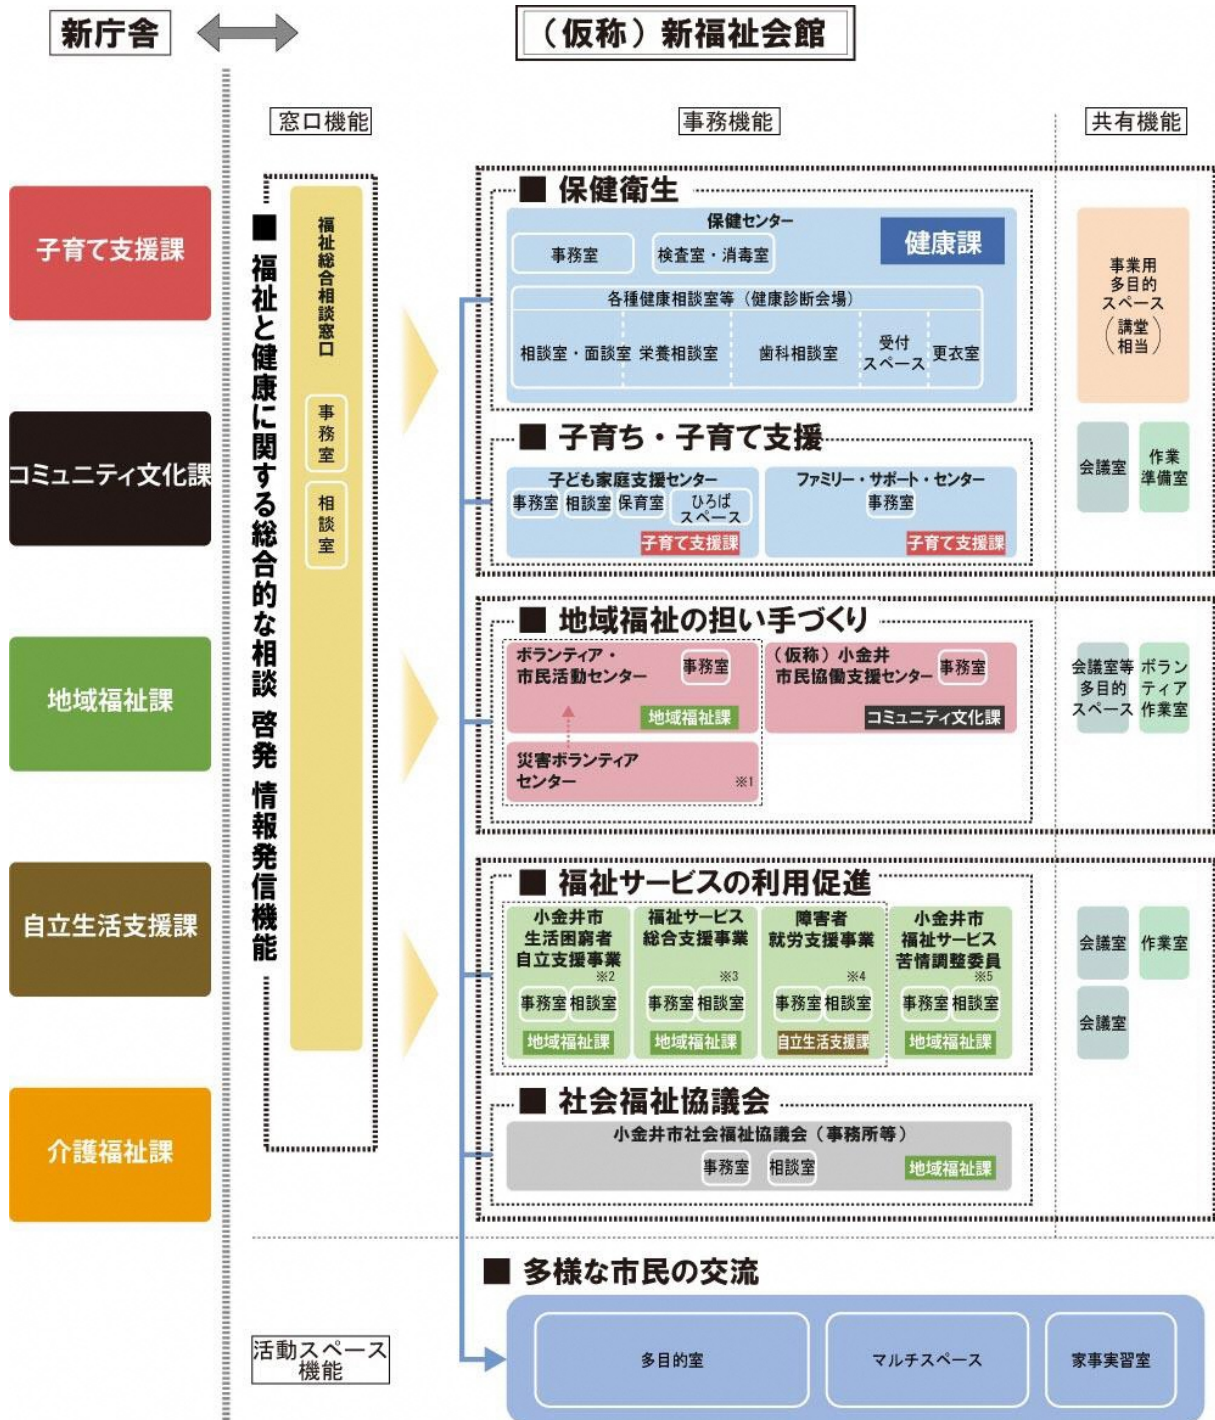 新庁舎
（仮称）新福祉会館
窓口機能
事務機能
共有機能
子育て支援課
コミュニティ文化課
地域福祉課
自立生活支援課
介護福祉課
■ 福祉と健康に関する総合的な相談 啓発 情報発信機能
福祉総合相談窓口
事務室
相談室
■ 保健衛生
保健センター
健康課
事務室
検査室・消毒室
各種健康相談室等（健康診断会場）
相談室・面談室
栄養相談室
歯科相談室
受付
スペース
更衣室
事業用
多目的
スペース
（講堂
相当）
■ 子育ち・子育て支援
子ども家庭支援センター
事務室
相談室
保育室
ひろば
スペース
子育て支援課
ファミリー・サポート・センター
事務室
子育て支援課
会議室
作業
準備室
■ 地域福祉の担い手づくり
ボランティア・
市民活動センター
事務室
地域福祉課
災害ボランティア
センター
※1
（仮称）小金井
市民協働支援センター
事務室
コミュニティ文化課
会議室等
多目的
スペース
ボラン
ティア
作業室
■ 福祉サービスの利用促進
小金井市
生活困窮者
自立支援事業
※2
事務室
相談室
地域福祉課
福祉サービス
総合支援事業
※3
事務室
相談室
地域福祉課
障害者
就労支援事業
※4
事務室
相談室
自立生活支援課
小金井市
福祉サービス
苦情調整委員
※5
事務室
相談室
地域福祉課
会議室
作業室
会議室
■ 社会福祉協議会
小金井市社会福祉協議会（事務所等）
事務室
相談室
地域福祉課
■ 多様な市民の交流
活動スペース
機能
多目的室
マルチスペース
家事実習室